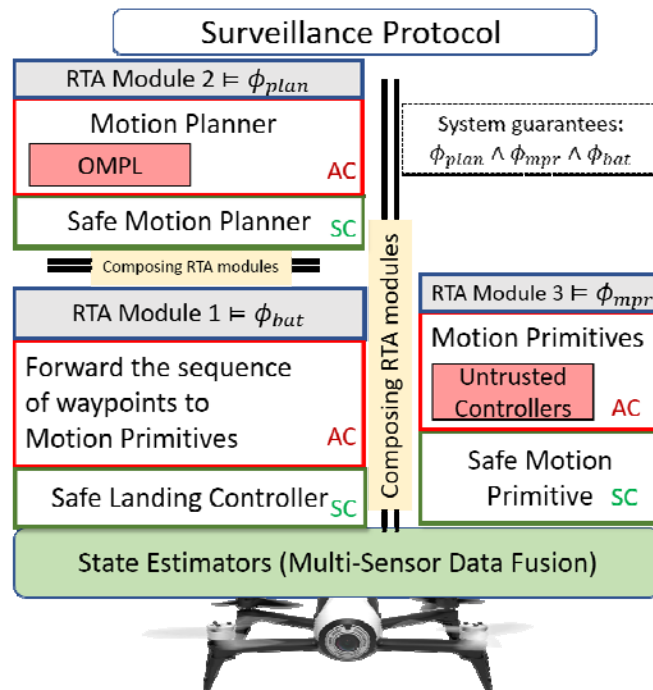 Surveillance Protocol
RTA Module 2 ⊨ ϕ_plan
Motion Planner
OMPL
AC
Safe Motion Planner
SC
System guarantees:
ϕ_plan ∧ ϕ_mpr ∧ ϕ_bat
Composing RTA modules
Composing RTA modules
RTA Module 1 ⊨ ϕ_bat
Forward the sequence
of waypoints to
Motion Primitives
AC
Safe Landing Controller
SC
RTA Module 3 ⊨ ϕ_mpr
Motion Primitives
Untrusted
Controllers
AC
Safe Motion
Primitive
SC
State Estimators (Multi-Sensor Data Fusion)